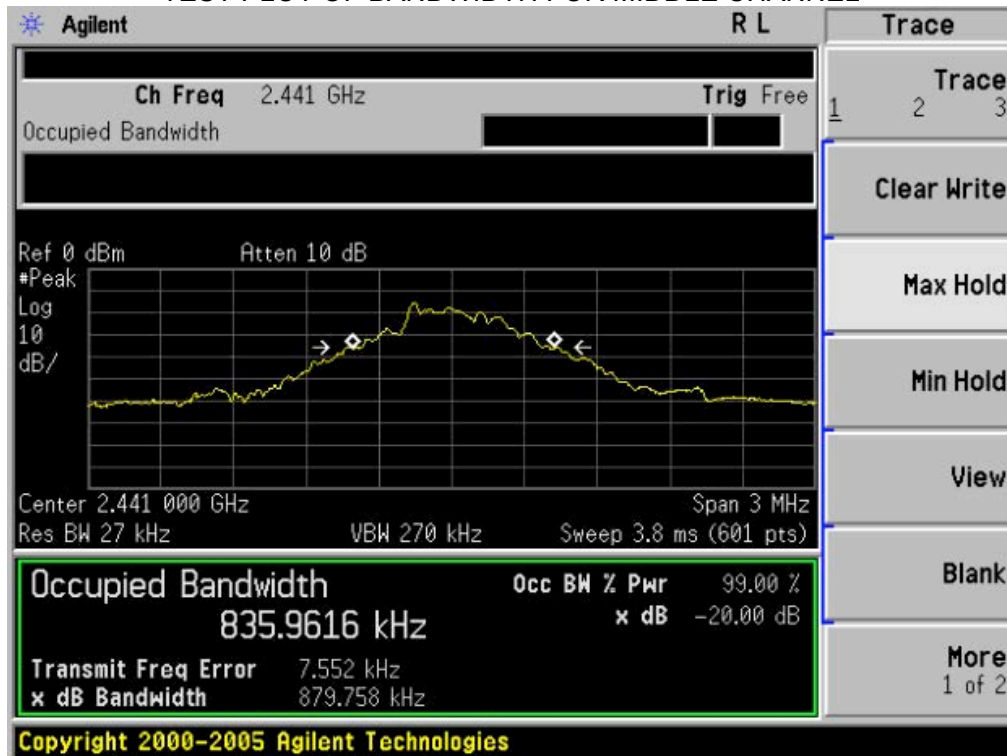 Agilent R L Trace
Ch Freq 2.441 GHz Trig Free
Occupied Bandwidth
Trace
1 2 3
Clear Write
Max Hold
Min Hold
View
Blank
More
1 of 2
Ref 0 dBm Atten 10 dB
#Peak
Log
10
dB/
Center 2.441 000 GHz Span 3 MHz
Res BW 27 kHz VBW 270 kHz Sweep 3.8 ms (601 pts)
Occupied Bandwidth Occ BW % Pwr 99.00 %
835.9616 kHz x dB -20.00 dB
Transmit Freq Error 7.552 kHz
x dB Bandwidth 879.758 kHz
Copyright 2000-2005 Agilent Technologies